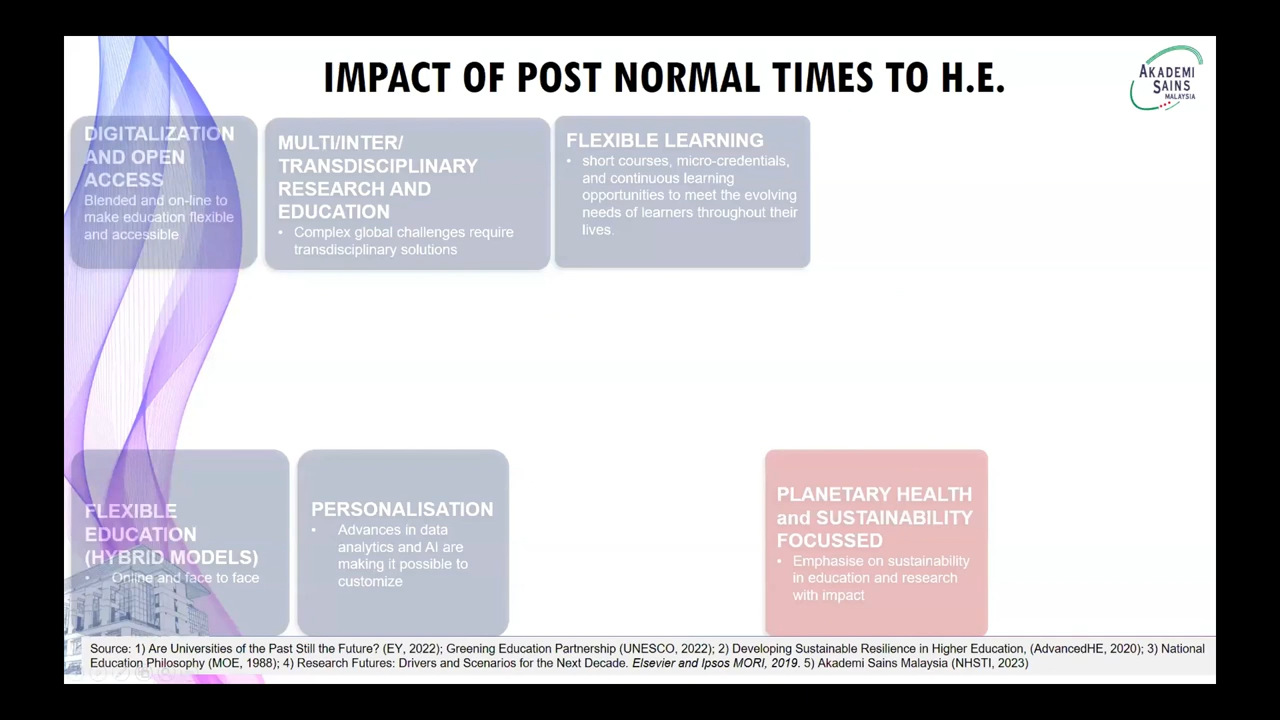 IMPACT OF POST NORMAL TIMES TO H.E.
AKADEMI
SAINS
MALAYSIA
DIGITALIZATION
AND OPEN
ACCESS
Blended and on-line to
make education flexible
and accessible
MULTI/INTER/
TRANSDISCIPLINARY
RESEARCH AND
EDUCATION
• Complex global challenges require
transdisciplinary solutions
FLEXIBLE LEARNING
• short courses, micro-credentials,
and continuous learning
opportunities to meet the evolving
needs of learners throughout their
lives.
FLEXIBLE
EDUCATION
(HYBRID MODELS)
• Online and face to face
PERSONALISATION
• Advances in data
analytics and AI are
making it possible to
customize
PLANETARY HEALTH
and SUSTAINABILITY
FOCUSSED
• Emphasise on sustainability
in education and research
with impact
Source: 1) Are Universities of the Past Still the Future? (EY, 2022); Greening Education Partnership (UNESCO, 2022); 2) Developing Sustainable Resilience in Higher Education, (AdvancedHE, 2020); 3) National
Education Philosophy (MOE, 1988); 4) Research Futures: Drivers and Scenarios for the Next Decade. Elsevier and Ipsos MORI, 2019. 5) Akademi Sains Malaysia (NHSTI, 2023)